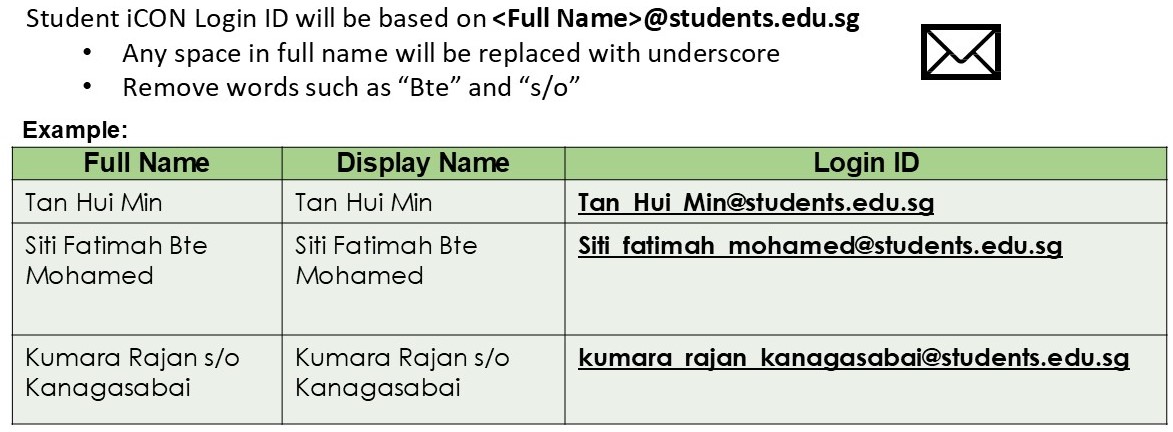 Student iCON Login ID will be based on <Full Name>@students.edu.sg
• Any space in full name will be replaced with underscore
• Remove words such as “Bte” and “s/o”
Example:
Full Name Display Name Login ID
Tan Hui Min Tan Hui Min Tan_Hui_Min@students.edu.sg
Siti Fatimah Bte Siti Fatimah Bte Siti_fatimah_mohamed@students.edu.sg
Mohamed Mohamed
Kumara Rajan s/o Kumara Rajan s/o kumara_rajan_kanagasabai@students.edu.sg
Kanagasabai Kanagasabai